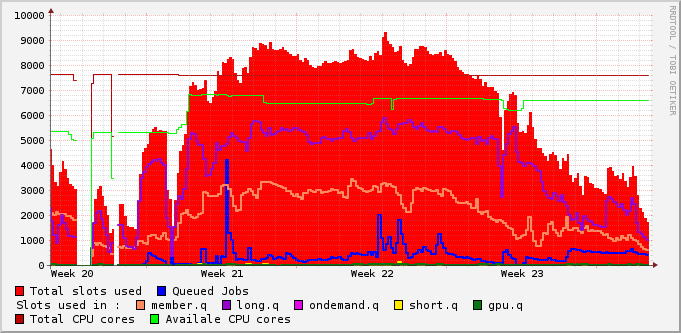 RRDTOOL / TOBI OETIKER
10000
9000
8000
7000
6000
5000
4000
3000
2000
1000
0
Week 20 Week 21 Week 22 Week 23
Total slots used Queued Jobs
Slots used in : member.q long.q ondemand.q short.q gpu.q
Total CPU cores Availale CPU cores